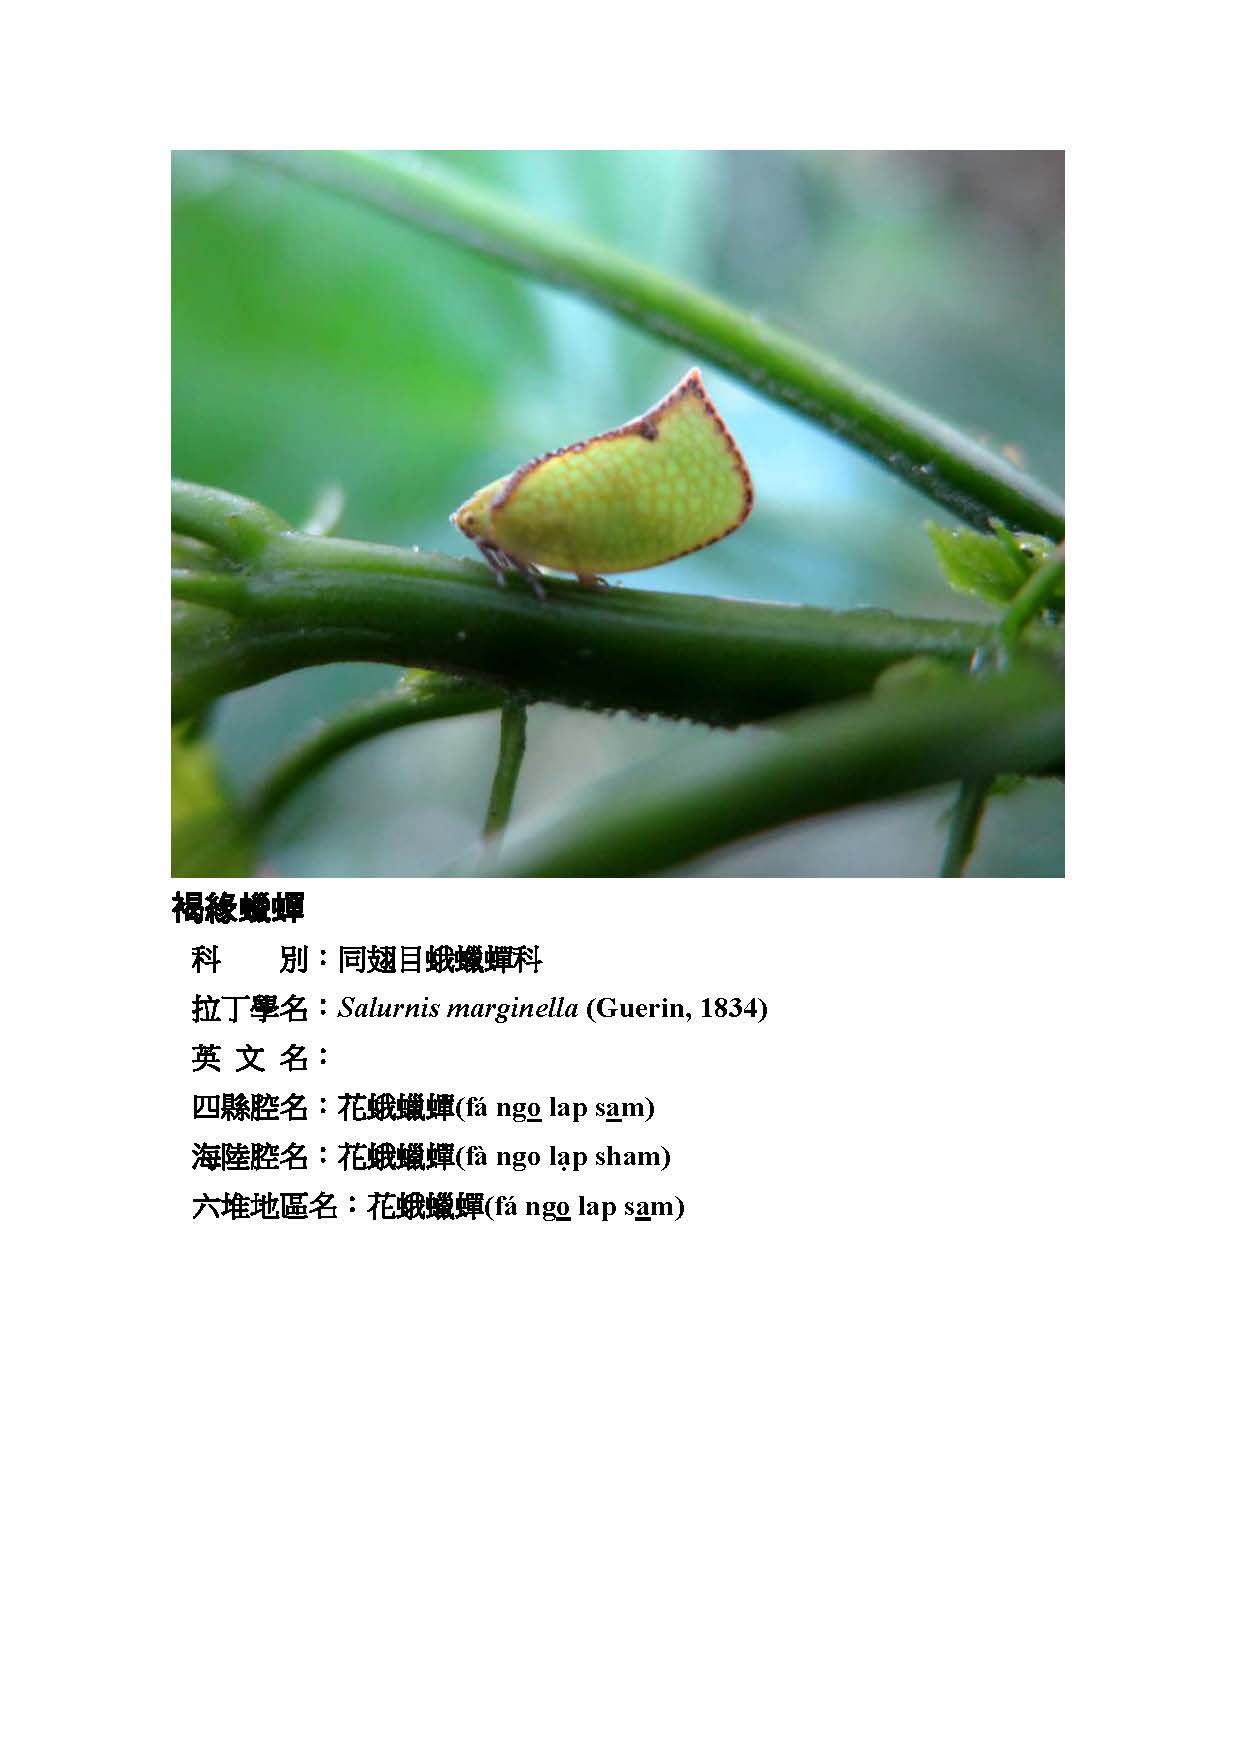 褐緣蠟蟬
科　　別：同翅目蛾蠟蟬科
拉丁學名：Salurnis marginella (Guerin, 1834)
英 文 名：
四縣腔名：花蛾蠟蟬(fá ngo lap sam)
海陸腔名：花蛾蠟蟬(fà ngo lạp sham)
六堆地區名：花蛾蠟蟬(fá ngo lap sam)